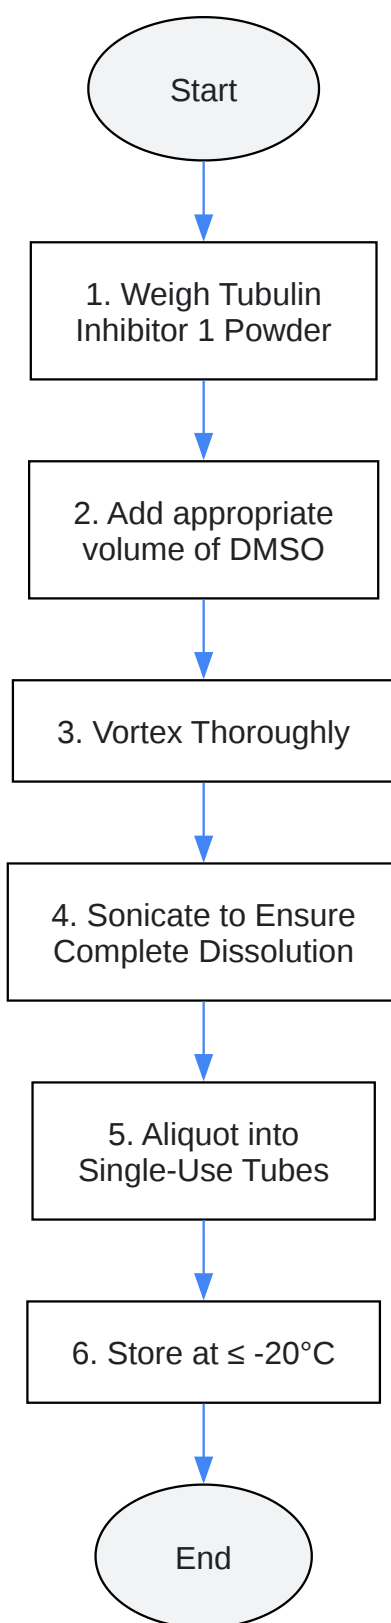 Start
1. Weigh Tubulin
Inhibitor 1 Powder
2. Add appropriate
volume of DMSO
3. Vortex Thoroughly
4. Sonicate to Ensure
Complete Dissolution
5. Aliquot into
Single-Use Tubes
6. Store at ≤ -20°C
End